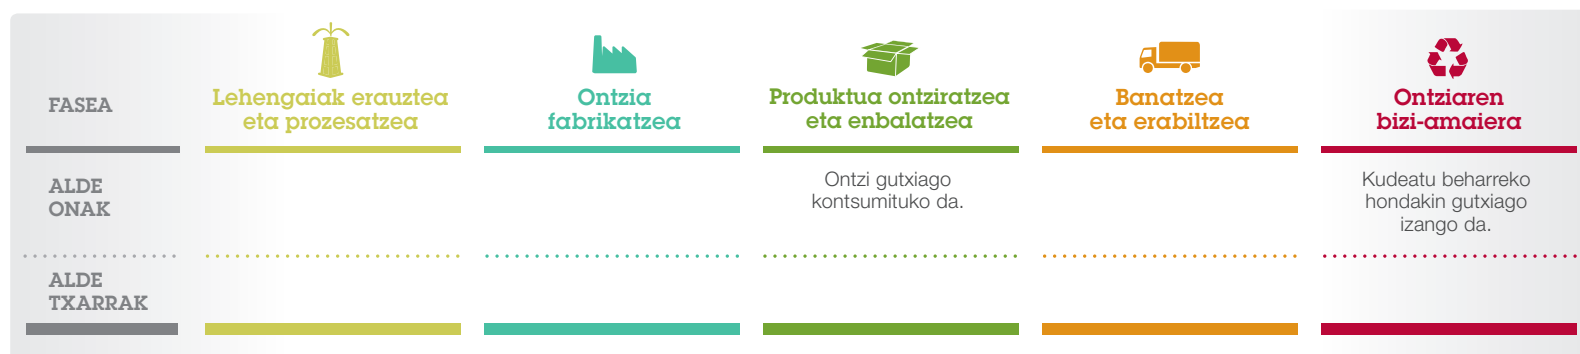 FASEA
Lehengaiak erauztea
eta prozesatzea
Ontzia
fabrikatzea
Produktua ontziratzea
eta enbalatzea
Banatzea
eta erabiltzea
Ontziaren
bizi-amaiera
ALDE
ONAK
Ontzi gutxiago
kontsumituko da.
Kudeatu beharreko
hondakin gutxiago
izango da.
ALDE
TXARRAK